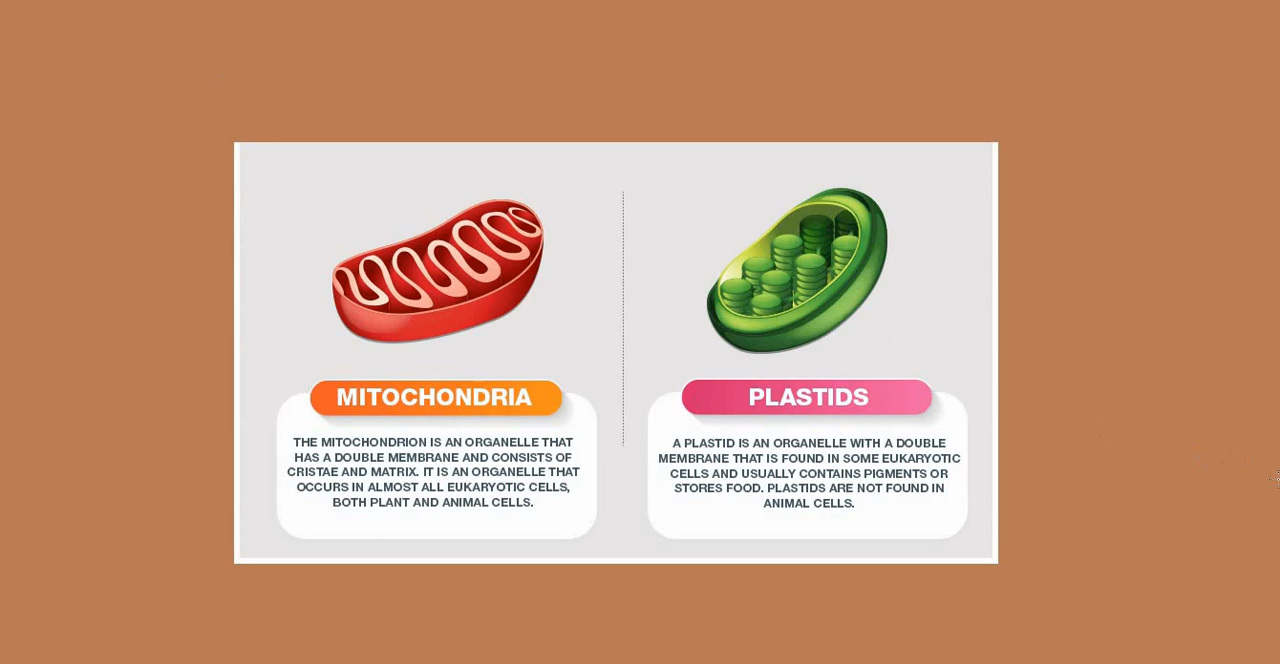 MITOCHONDRIA
THE MITOCHONDRION IS AN ORGANELLE THAT
HAS A DOUBLE MEMBRANE AND CONSISTS OF
CRISTAE AND MATRIX. IT IS AN ORGANELLE THAT
OCCURS IN ALMOST ALL EUKARYOTIC CELLS,
BOTH PLANT AND ANIMAL CELLS.
PLASTIDS
A PLASTID IS AN ORGANELLE WITH A DOUBLE
MEMBRANE THAT IS FOUND IN SOME EUKARYOTIC
CELLS AND USUALLY CONTAINS PIGMENTS OR
STORES FOOD. PLASTIDS ARE NOT FOUND IN
ANIMAL CELLS.